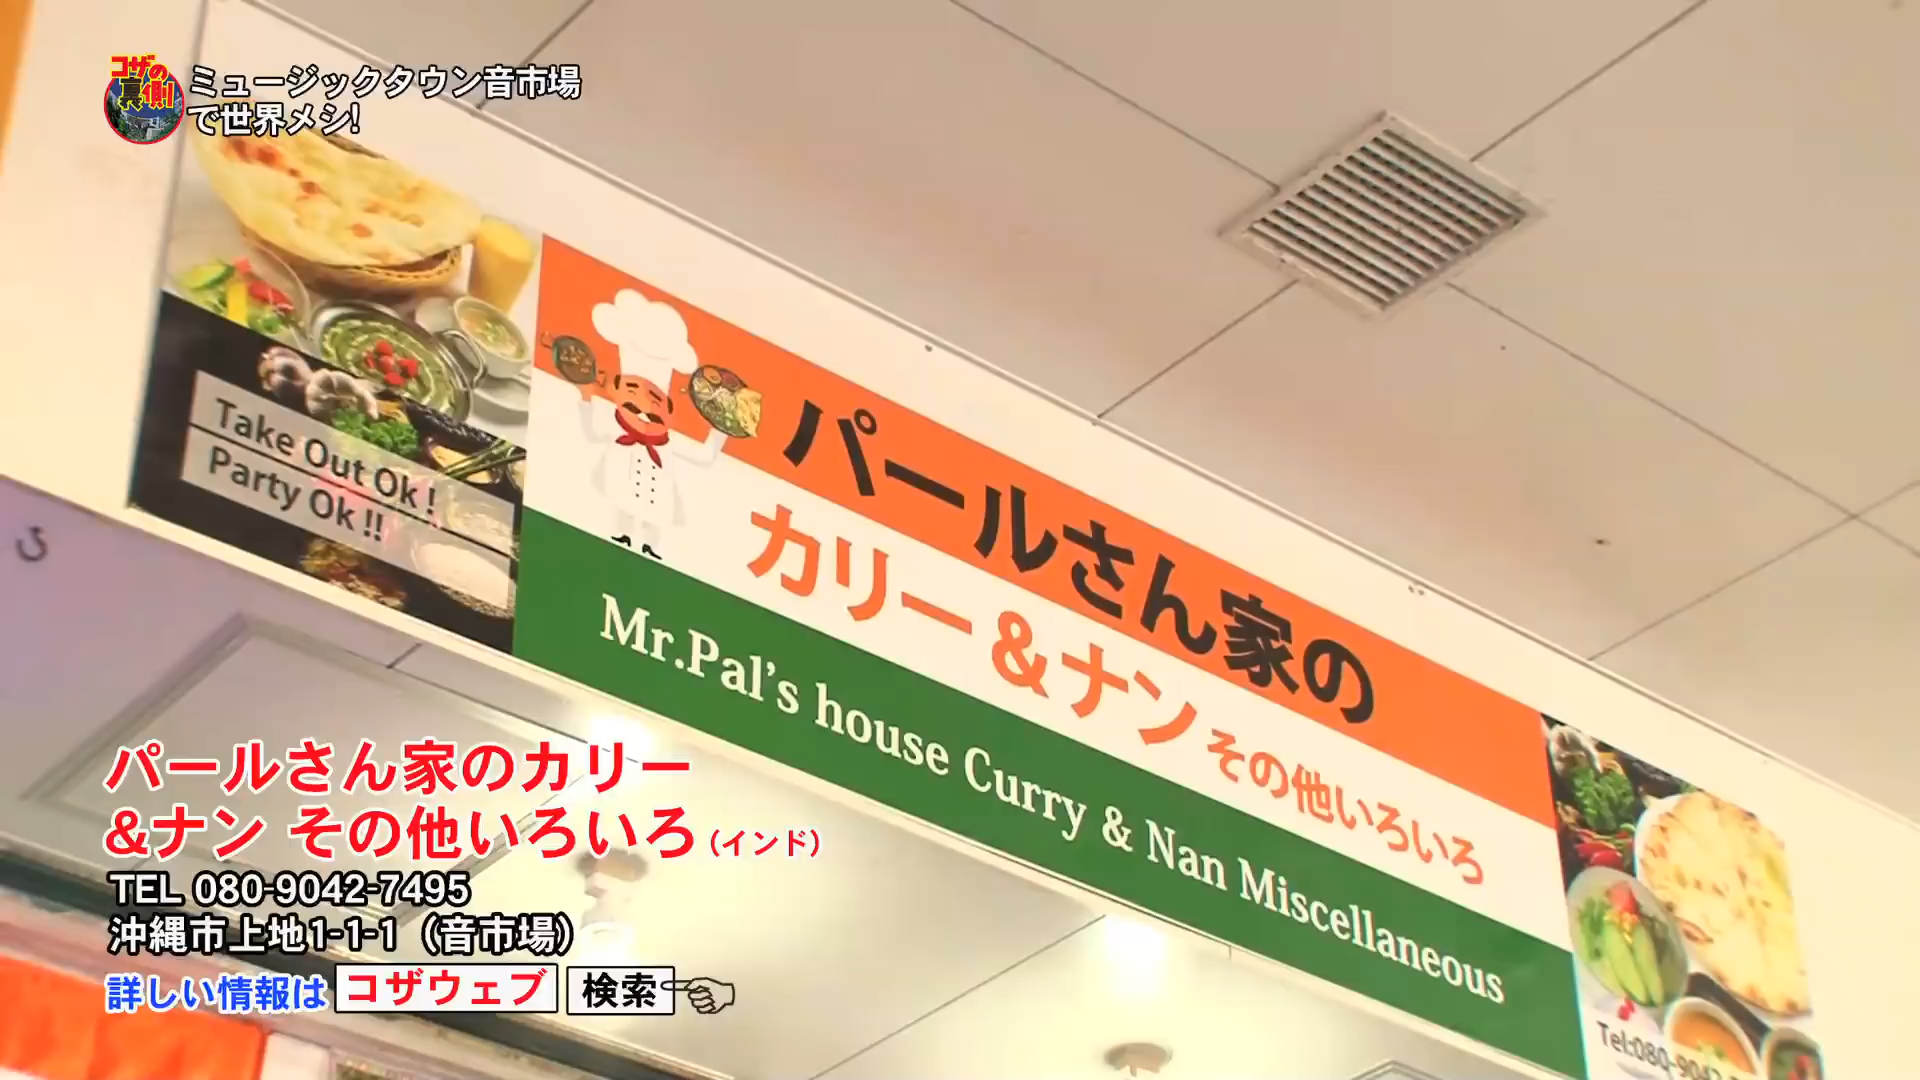 コザの
裏側
ミュージックタウン音市場
で世界メシ!
Take Out Ok !
Party Ok !!
パールさん家の
カリー&ナン その他いろいろ
Mr.Pal's house Curry & Nan Miscellaneous
Tel:080-9042-
パールさん家のカリー
&ナン その他いろいろ（インド）
TEL 080-9042-7495
沖縄市上地1-1-1（音市場）
詳しい情報は コザウェブ 検索